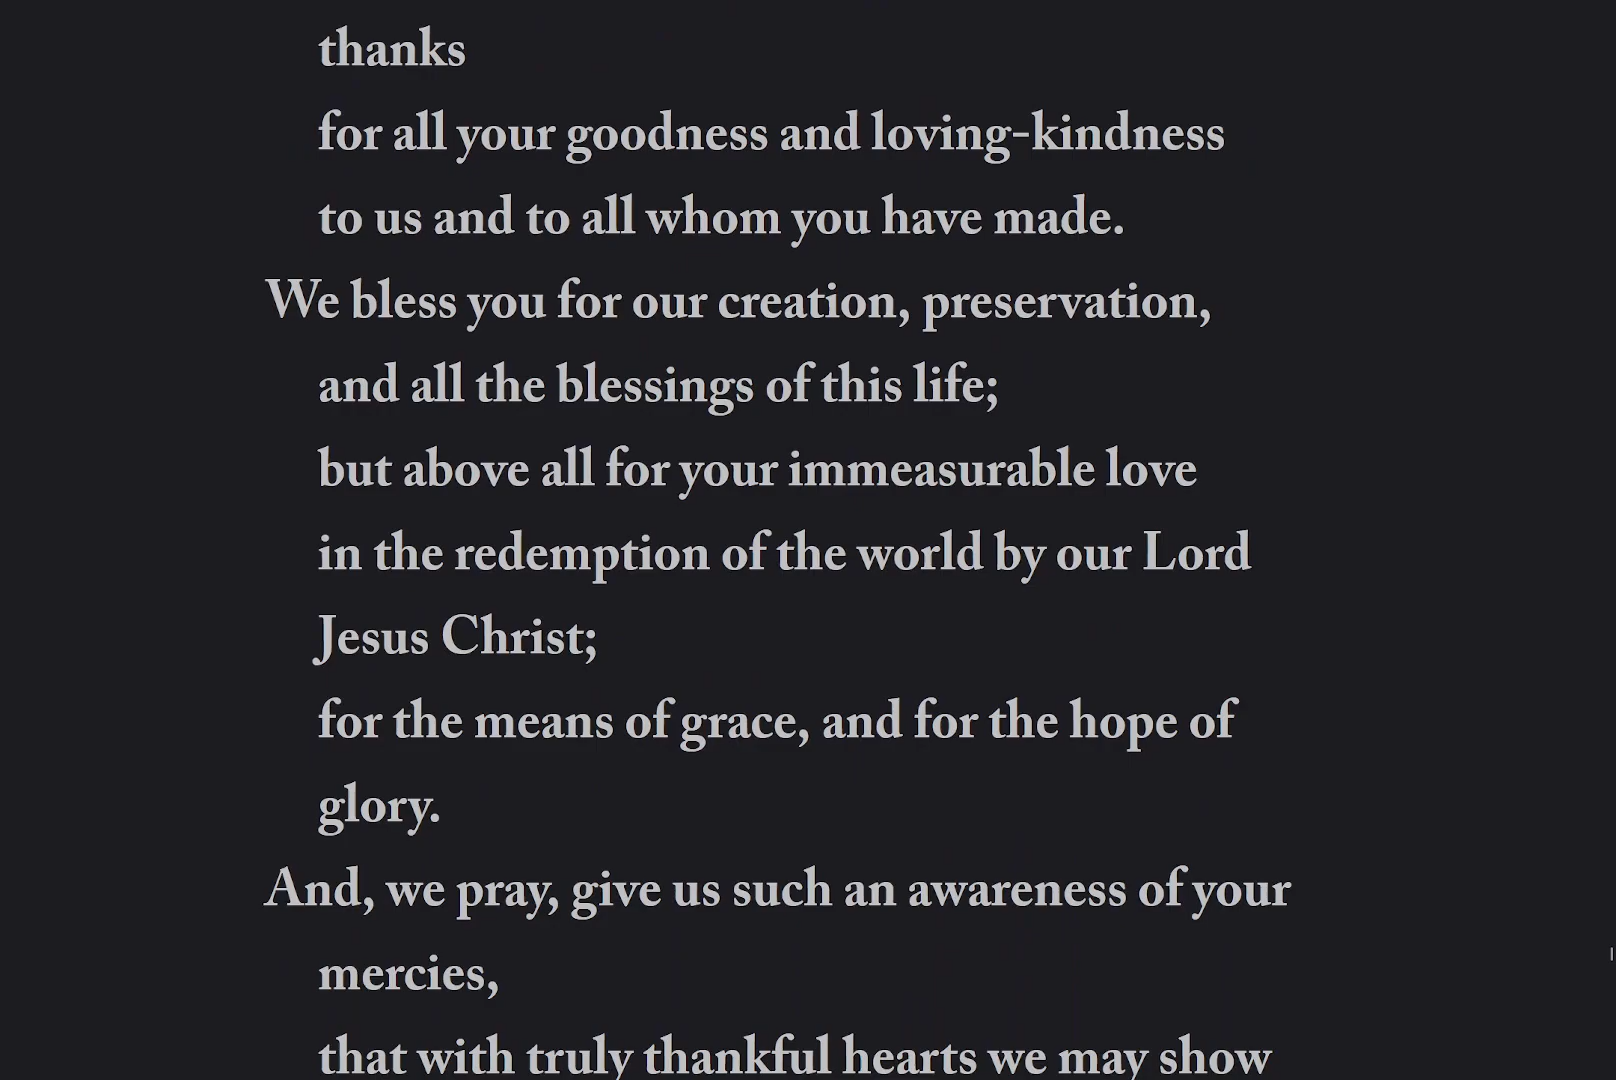 thanks
for all your goodness and loving-kindness
to us and to all whom you have made.
We bless you for our creation, preservation,
and all the blessings of this life;
but above all for your immeasurable love
in the redemption of the world by our Lord
Jesus Christ;
for the means of grace, and for the hope of
glory.
And, we pray, give us such an awareness of your
mercies,
that with truly thankful hearts we may show